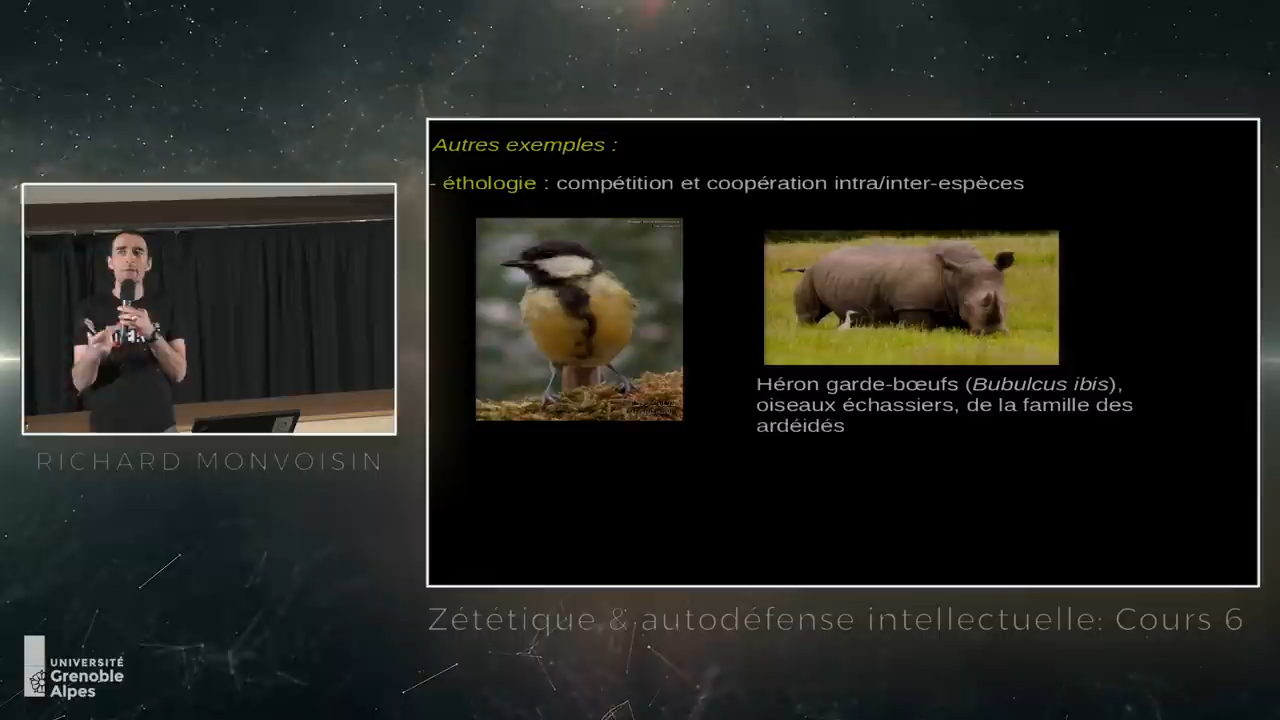 Autres exemples :
- éthologie : compétition et coopération intra/inter-espèces
Héron garde-bœufs (Bubulcus ibis),
oiseaux échassiers, de la famille des
ardéidés
RICHARD MONVOISIN
Zététique & autodéfense intellectuelle: Cours 6
UNIVERSITÉ
Grenoble
Alpes